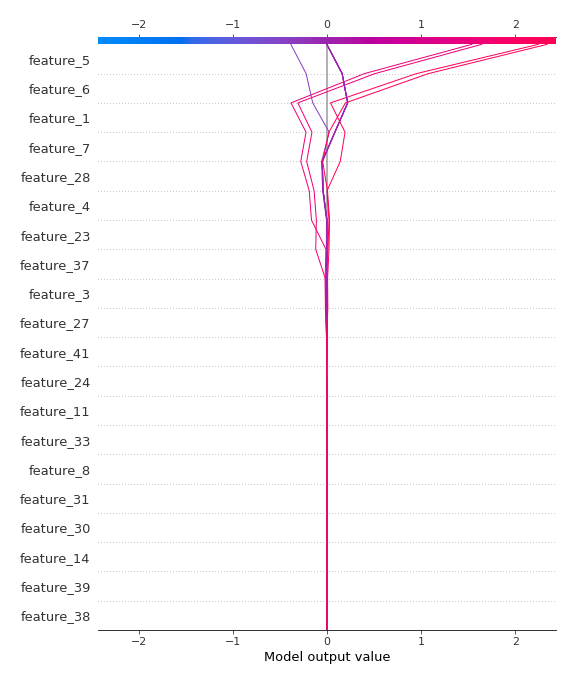 −2 −1 0 1 2
feature_5
feature_6
feature_1
feature_7
feature_28
feature_4
feature_23
feature_37
feature_3
feature_27
feature_41
feature_24
feature_11
feature_33
feature_8
feature_31
feature_30
feature_14
feature_39
feature_38
−2 −1 0 1 2
Model output value